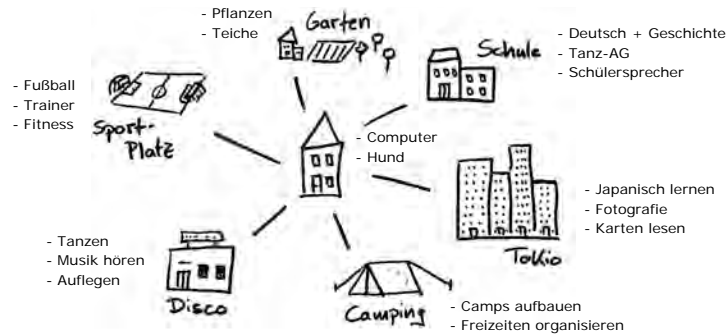 - Pflanzen
- Teiche
Garten
Schule
- Deutsch + Geschichte
- Tanz-AG
- Schülersprecher
- Fußball
- Trainer
- Fitness
Sport-
Platz
- Computer
- Hund
- Japanisch lernen
- Fotografie
- Karten lesen
Tokio
- Tanzen
- Musik hören
- Auflegen
Disco
Camping
- Camps aufbauen
- Freizeiten organisieren